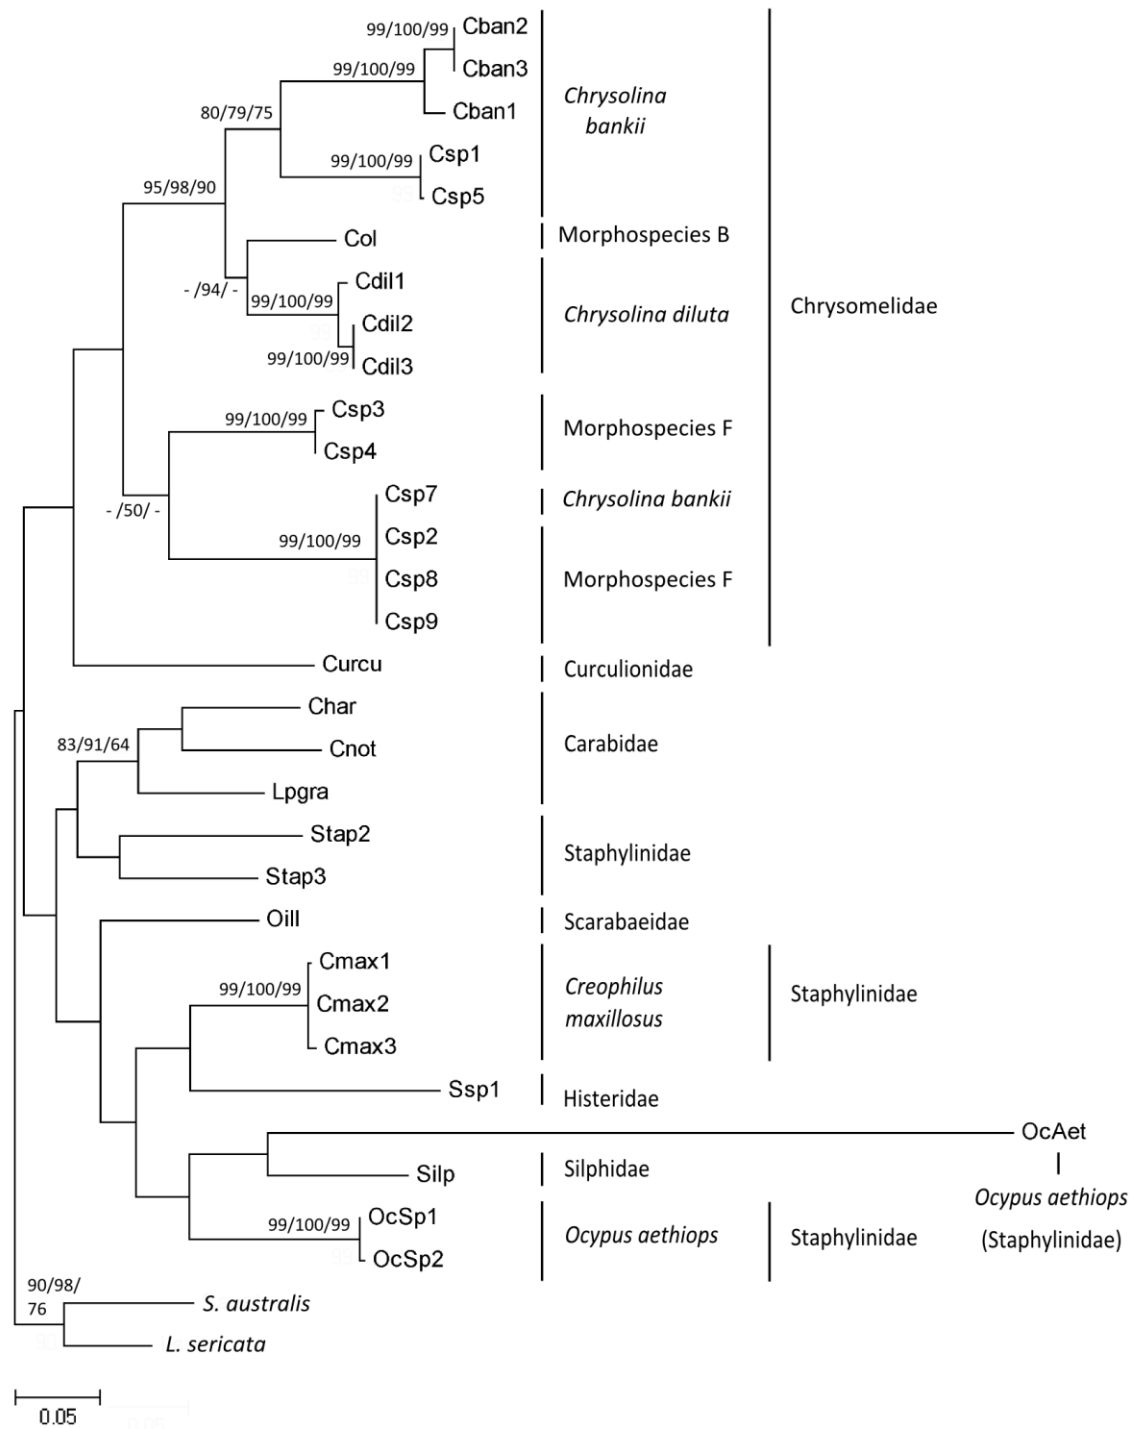 99/100/99 Cban2
99/100/99 Cban3
Cban1
80/79/75
99/100/99 Csp1
Csp5
95/98/90
Col
- /94/ -
99/100/99 Cdil1
Cdil2
99/100/99 Cdil3
99/100/99 Csp3
Csp4
- /50/ -
Csp7
Csp2
99/100/99
Csp8
Csp9
Curcu
Char
83/91/64
Cnot
Lpgra
Stap2
Stap3
Oill
Cmax1
99/100/99
Cmax2
Cmax3
Ssp1
OcAet
Silp
99/100/99 OcSp1
OcSp2
90/98/
76
S. australis
L. sericata
0.05
Chrysolina
bankii
Morphospecies B
Chrysolina diluta
Morphospecies F
Chrysolina bankii
Morphospecies F
Curculionidae
Carabidae
Staphylinidae
Scarabaeidae
Creophilus
maxillosus
Histeridae
Silphidae
Ocypus aethiops
Chrysomelidae
Staphylinidae
Staphylinidae
Ocypus aethiops
(Staphylinidae)